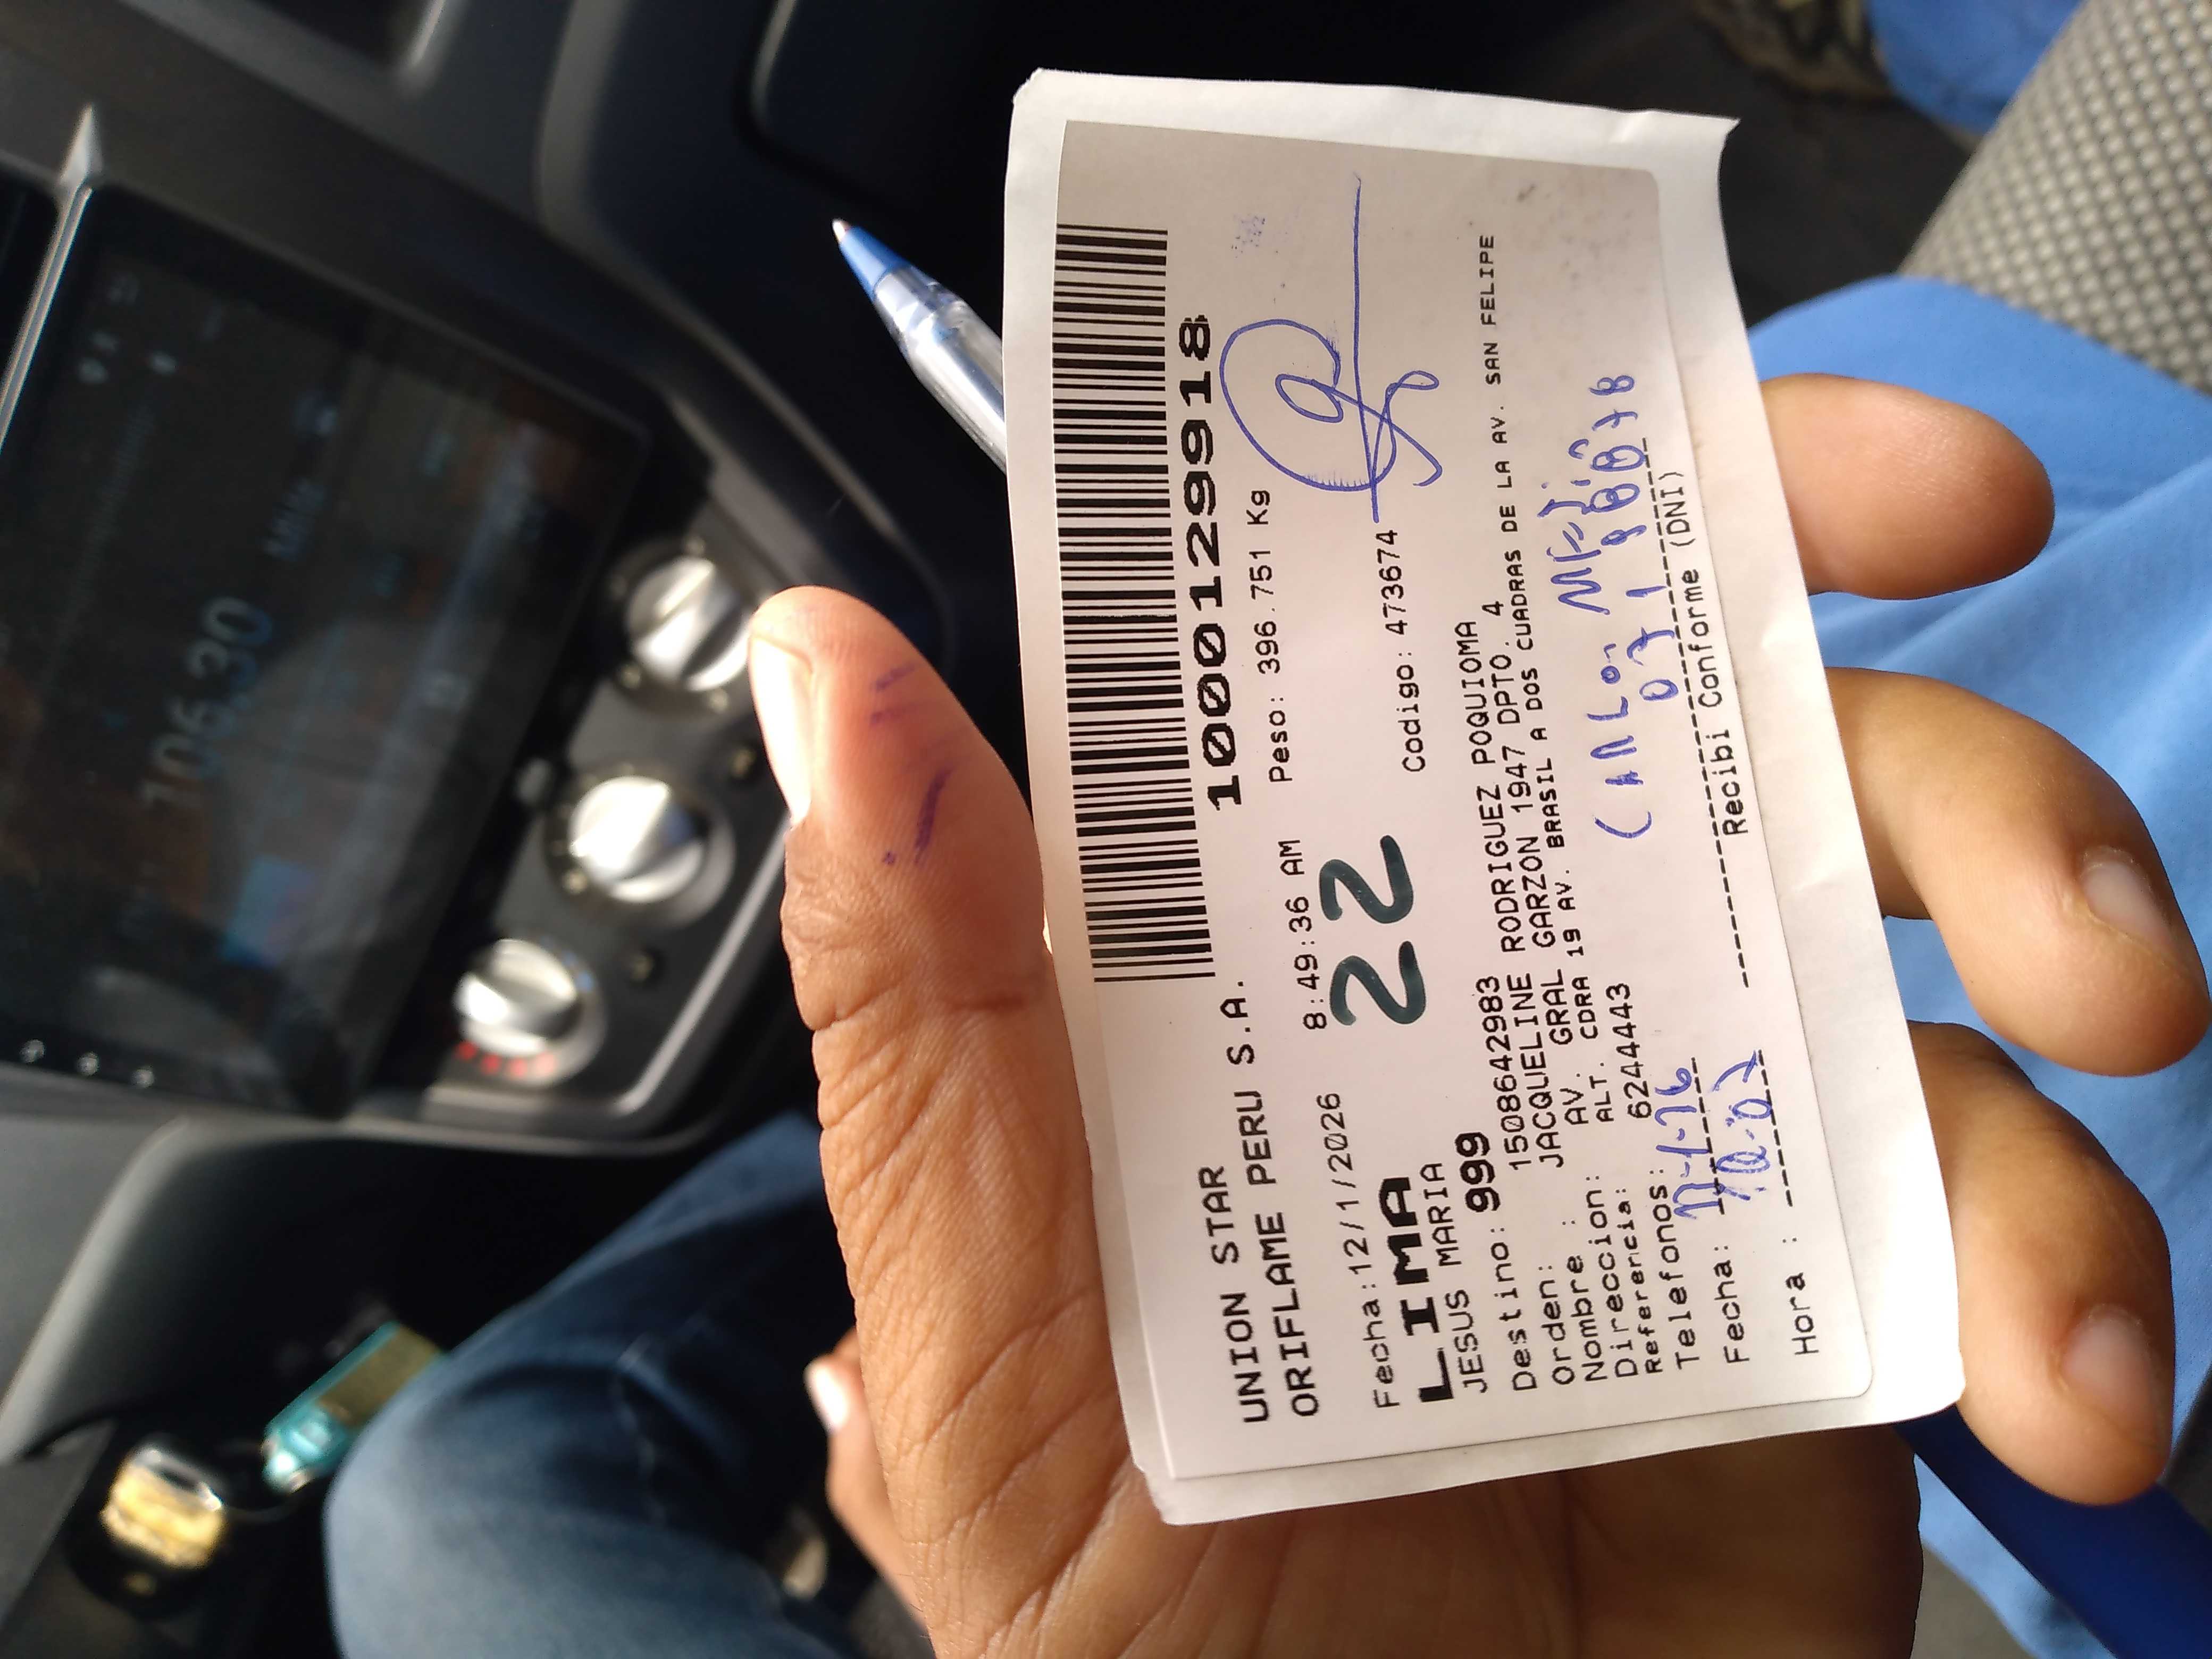 UNION STAR
ORIFLAME PERU S.A. 1000129918
Fecha:12/1/2026 8:49:36 AM Peso: 396.751 Kg
LIMA 22
JESUS MARIA
Destino: 999 Codigo: 473674
Orden: 1508642983
Nombre : JACQUELINE RODRIGUEZ POQUIOMA
Direccion: AV. GRAL GARZON 1947 DPTO. 4
Referencia: ALT. CDRA 19 AV. BRASIL A DOS CUADRAS DE LA AV. SAN FELIPE
Telefonos: 6244443
Fecha:
Hora :
Recibi Conforme (DNI)
106.30
MHz